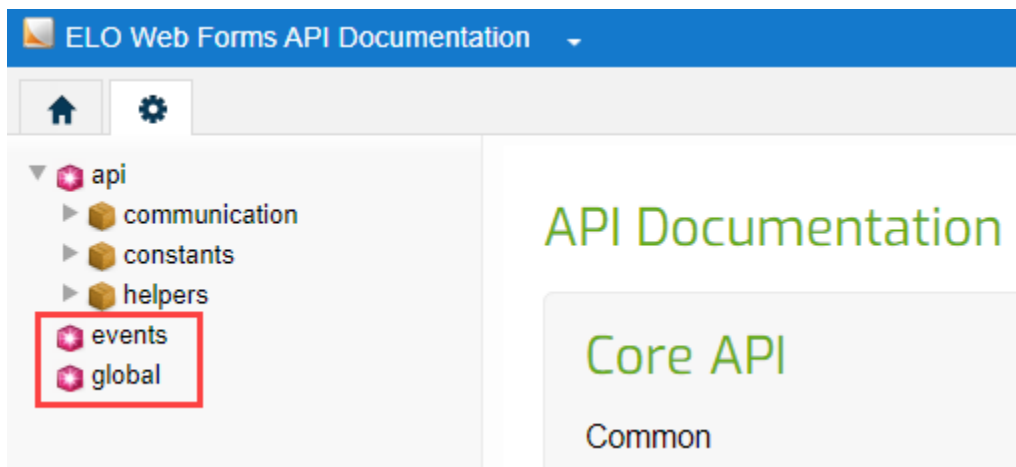 ELO Web Forms API Documentation
api
communication
constants
helpers
events
global
API Documentation
Core API
Common